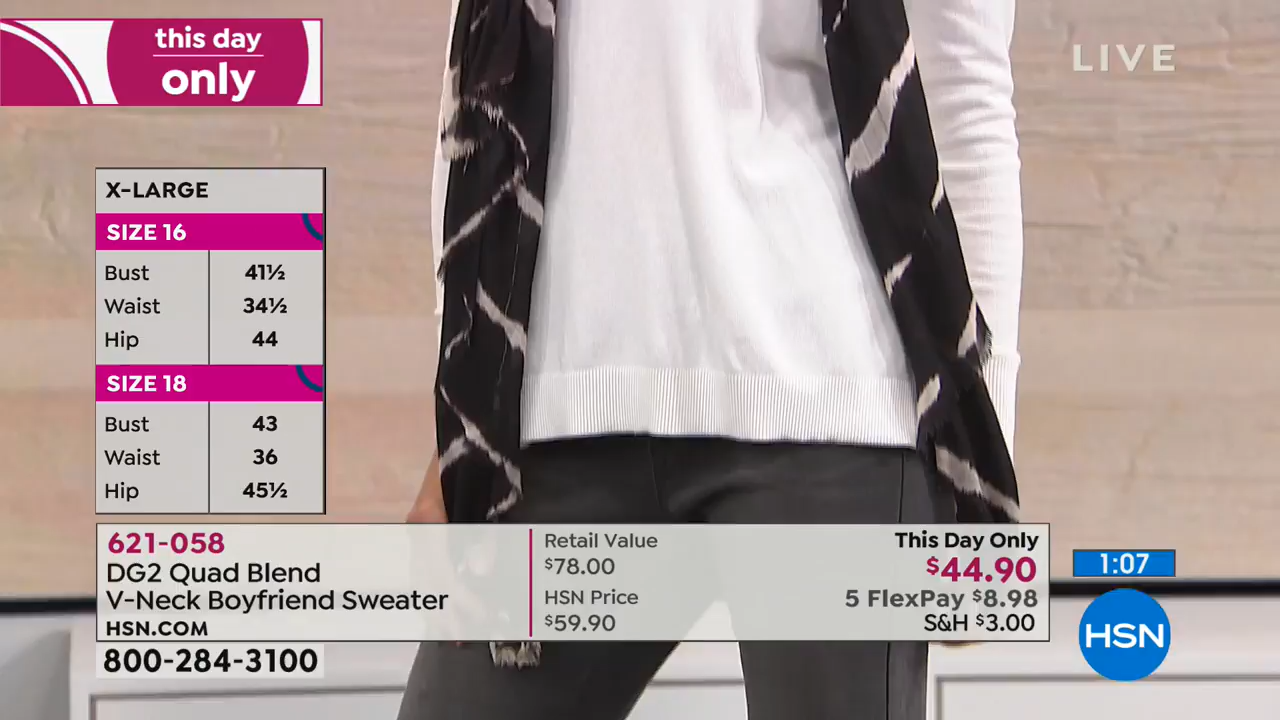 this day
only
LIVE
X-LARGE
SIZE 16
Bust 41½
Waist 34½
Hip 44
SIZE 18
Bust 43
Waist 36
Hip 45½
621-058
DG2 Quad Blend
V-Neck Boyfriend Sweater
HSN.COM
800-284-3100
Retail Value
$78.00
HSN Price
$59.90
This Day Only
$44.90
5 FlexPay $8.98
S&H $3.00
1:07
HSN